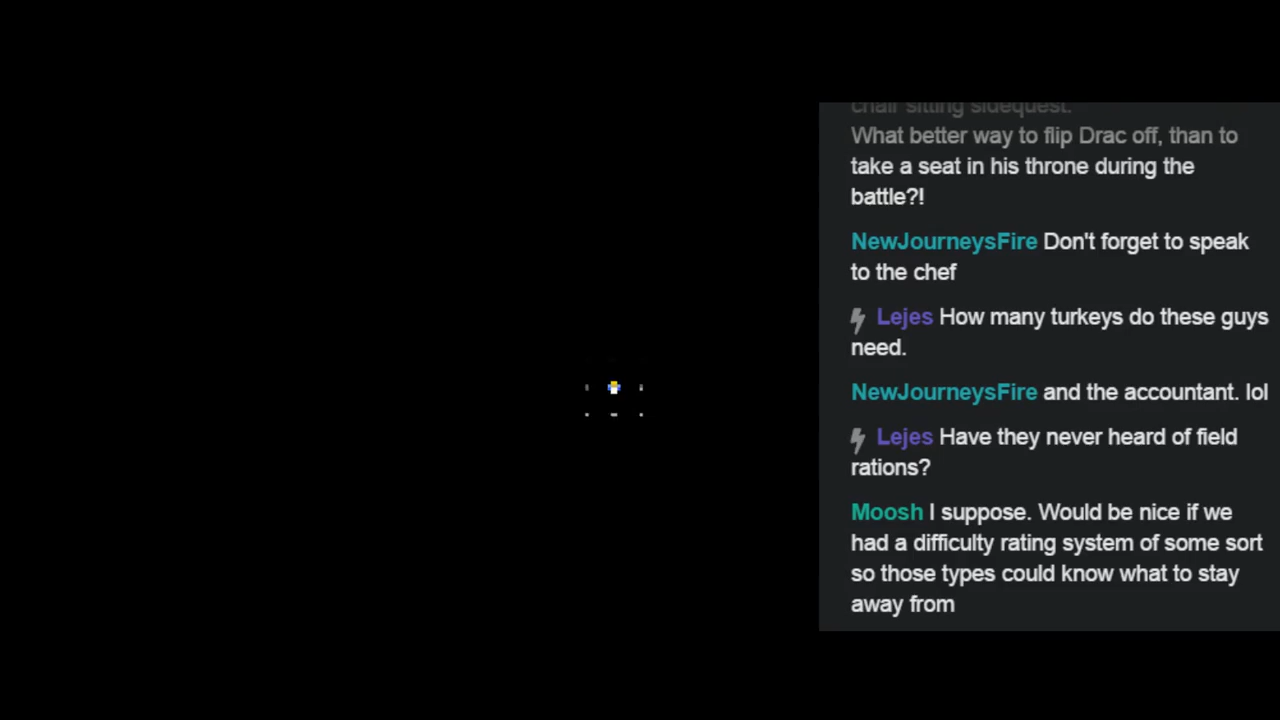 chair sitting sidequest.
What better way to flip Drac off, than to
take a seat in his throne during the
battle?!
NewJourneysFire Don't forget to speak
to the chef
Lejes How many turkeys do these guys
need.
NewJourneysFire and the accountant. lol
Lejes Have they never heard of field
rations?
Moosh I suppose. Would be nice if we
had a difficulty rating system of some sort
so those types could know what to stay
away from